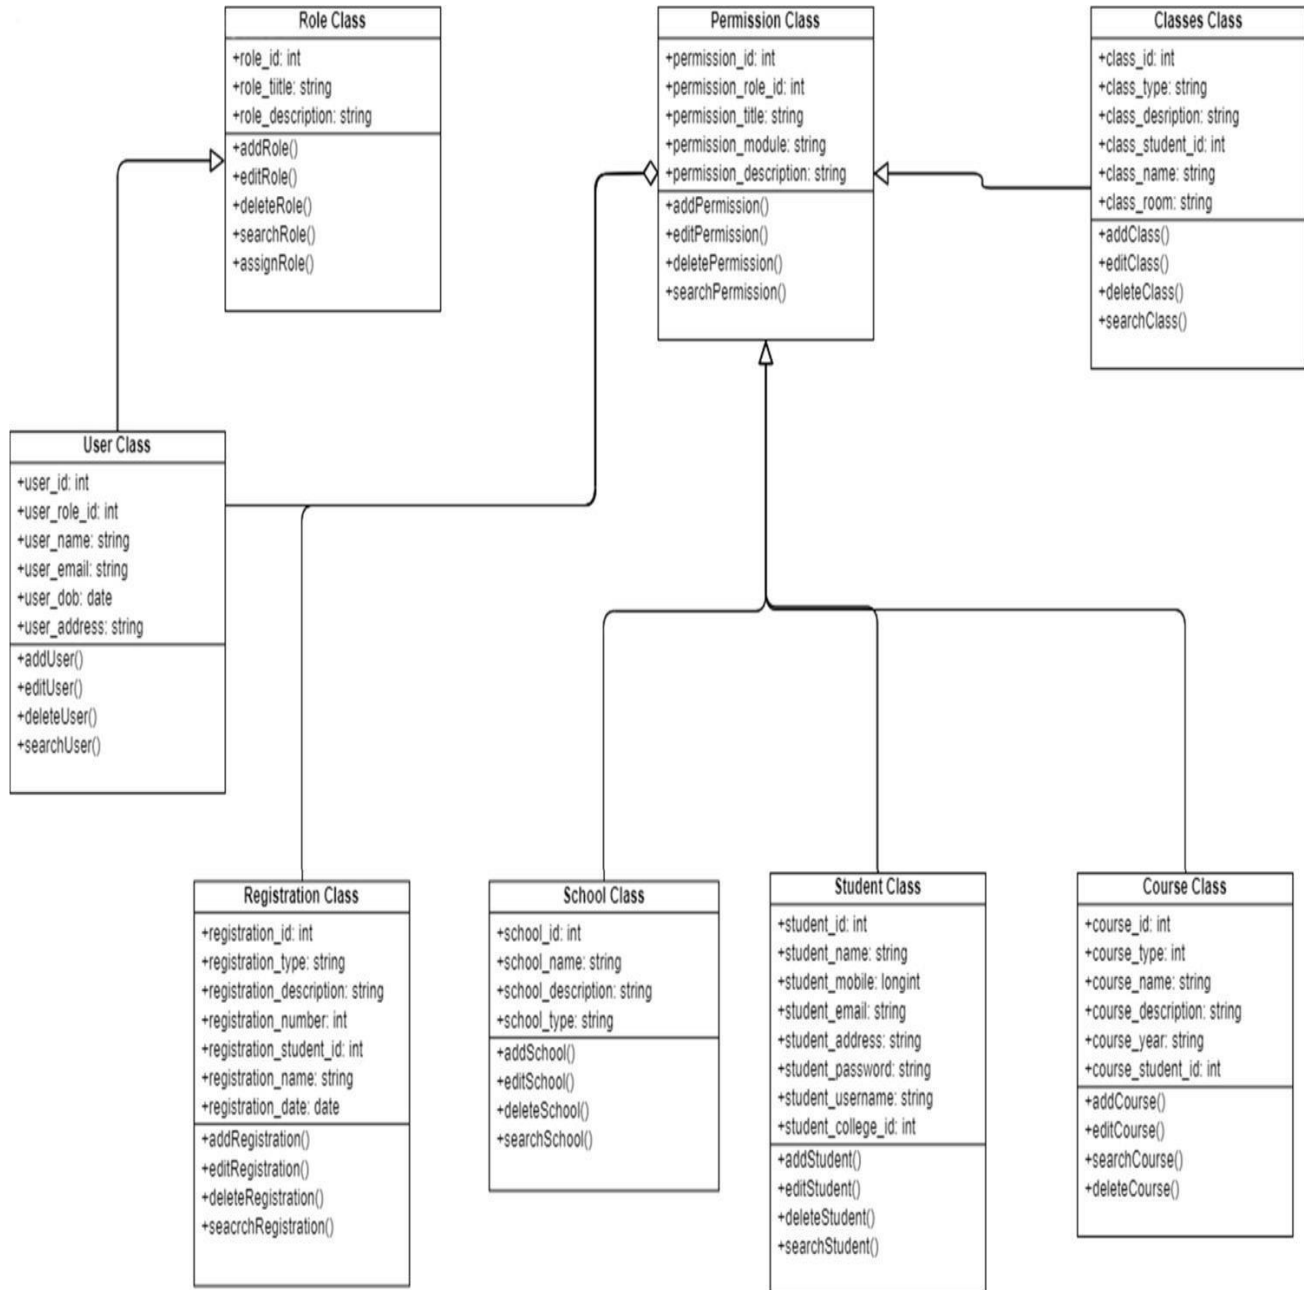 Role Class
+role_id: int
+role_tiitle: string
+role_description: string
+addRole()
+editRole()
+deleteRole()
+searchRole()
+assignRole()
Permission Class
+permission_id: int
+permission_role_id: int
+permission_title: string
+permission_module: string
+permission_description: string
+addPermission()
+editPermission()
+deletePermission()
+searchPermission()
Classes Class
+class_id: int
+class_type: string
+class_desription: string
+class_student_id: int
+class_name: string
+class_room: string
+addClass()
+editClass()
+deleteClass()
+searchClass()
User Class
+user_id: int
+user_role_id: int
+user_name: string
+user_email: string
+user_dob: date
+user_address: string
+addUser()
+editUser()
+deleteUser()
+searchUser()
Registration Class
+registration_id: int
+registration_type: string
+registration_description: string
+registration_number: int
+registration_student_id: int
+registration_name: string
+registration_date: date
+addRegistration()
+editRegistration()
+deleteRegistration()
+seacrchRegistration()
School Class
+school_id: int
+school_name: string
+school_description: string
+school_type: string
+addSchool()
+editSchool()
+deleteSchool()
+searchSchool()
Student Class
+student_id: int
+student_name: string
+student_mobile: longint
+student_email: string
+student_address: string
+student_password: string
+student_username: string
+student_college_id: int
+addStudent()
+editStudent()
+deleteStudent()
+searchStudent()
Course Class
+course_id: int
+course_type: int
+course_name: string
+course_description: string
+course_year: string
+course_student_id: int
+addCourse()
+editCourse()
+searchCourse()
+deleteCourse()